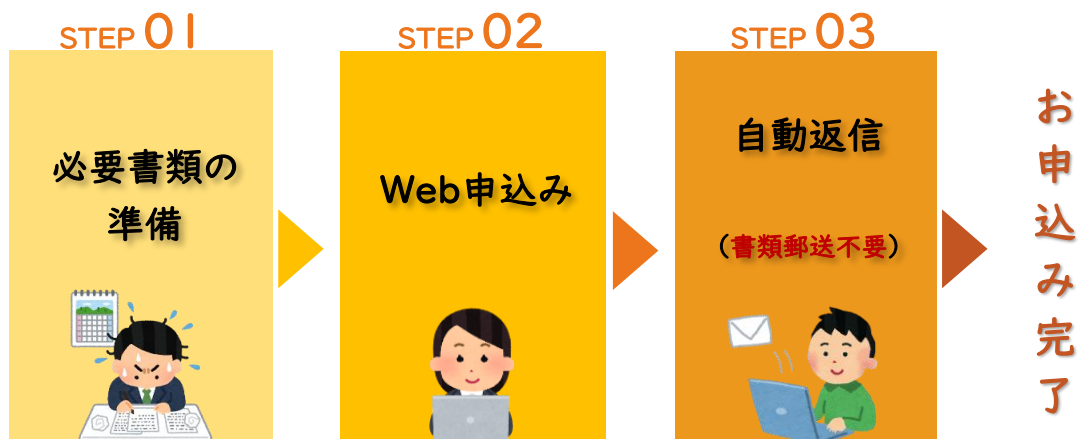 STEP 01
必要書類の
準備
STEP 02
Web申込み
STEP 03
自動返信
（書類郵送不要）
お申込み完了